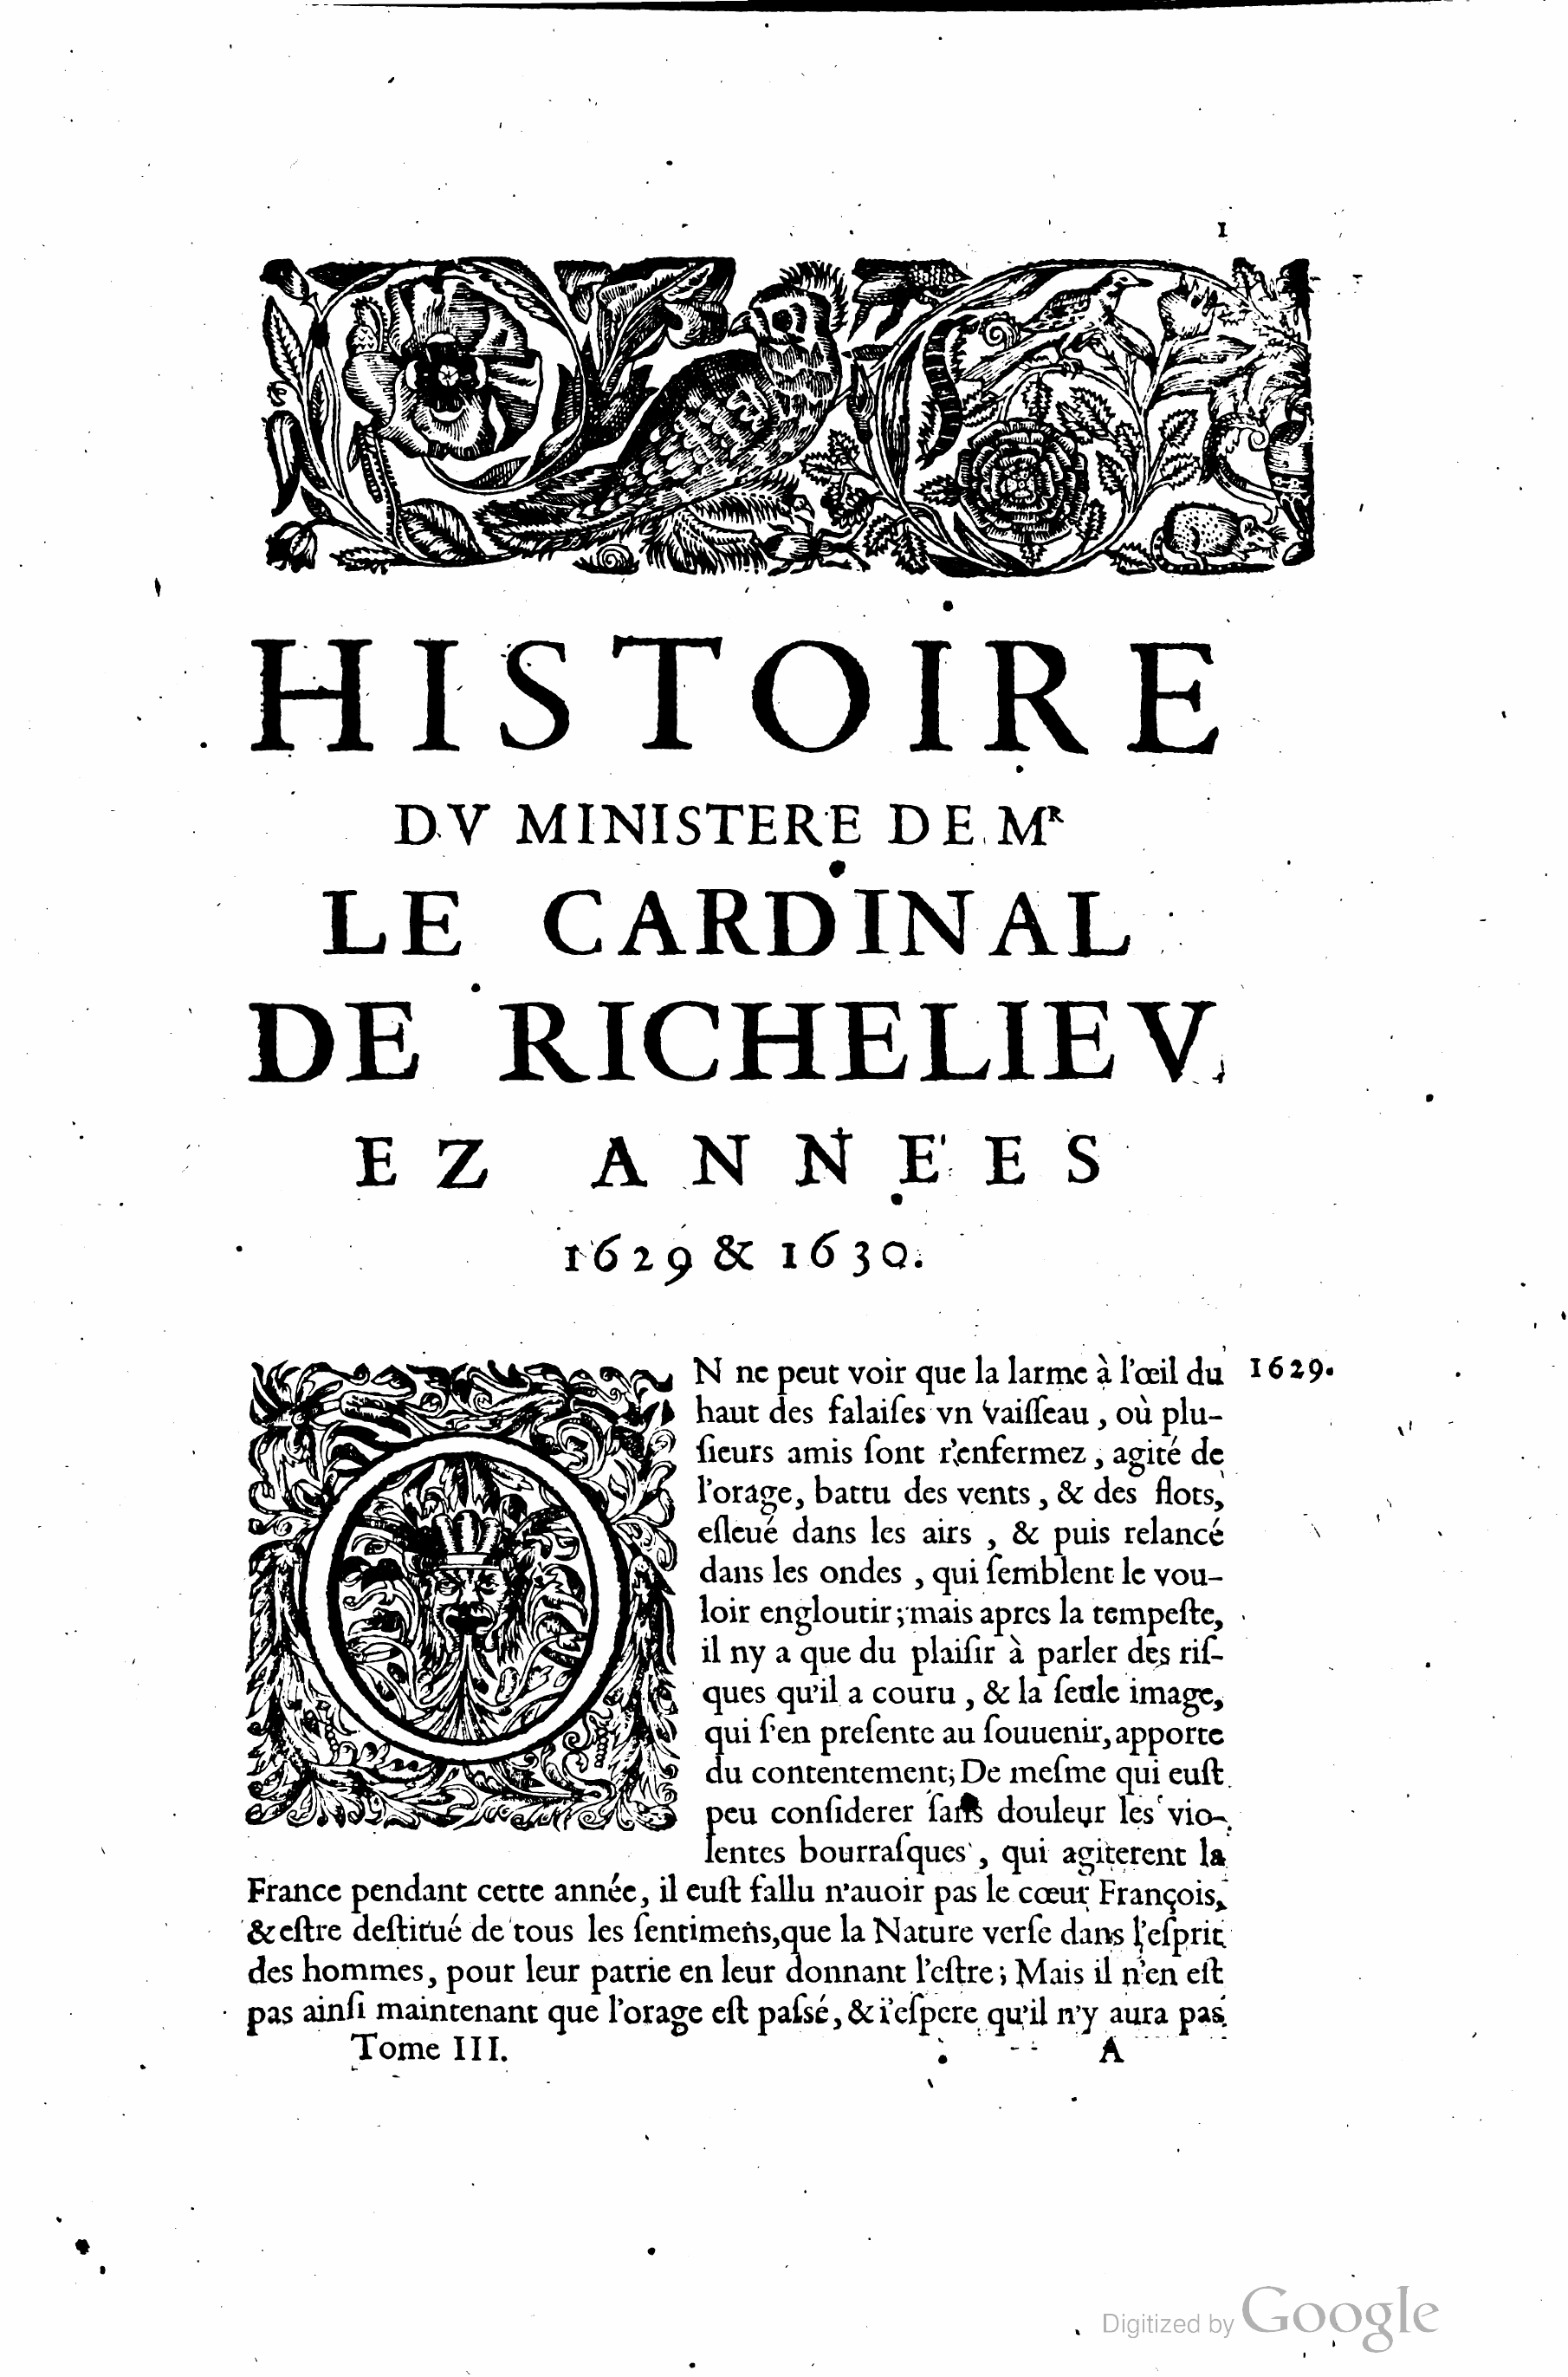 1
HISTOIRE
DV MINISTERE DE MR
LE CARDINAL
DE RICHELIEV,
EZ ANNE'ES
1629 & 1630.
ON ne peut voir que la larme à l'œil du 1629.
haut des falaiſes vn vaiſſeau, où plu-
ſieurs amis ſont renfermez, agité de
l'orage, battu des vents, & des flots,
eſleué dans les airs, & puis relancé
dans les ondes, qui ſemblent le vou-
loir engloutir; mais apres la tempeſte,
il ny a que du plaiſir à parler des riſ-
ques qu'il a couru, & la ſeule image,
qui ſ'en preſente au ſouuenir, apporte
du contentement; De meſme qui euſt
peu conſiderer ſans douleur les vio-
lentes bourraſques, qui agiterent la
France pendant cette année, il euſt fallu n'auoir pas le cœur François,
& eſtre deſtitué de tous les ſentimens, que la Nature verſe dans l'eſprit
des hommes, pour leur patrie en leur donnant l'eſtre; Mais il n'en eſt
pas ainſi maintenant que l'orage eſt paſsé, & i'eſpere qu'il n'y aura pas
Tome III. A
Digitized by Google